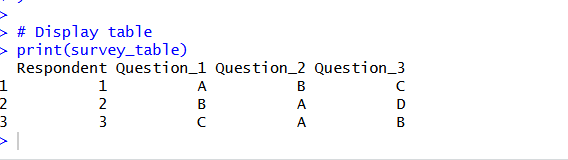 >
> # Display table
> print(survey_table)
  Respondent Question_1 Question_2 Question_3
1          1          A          B          C
2          2          B          A          D
3          3          C          A          B
>